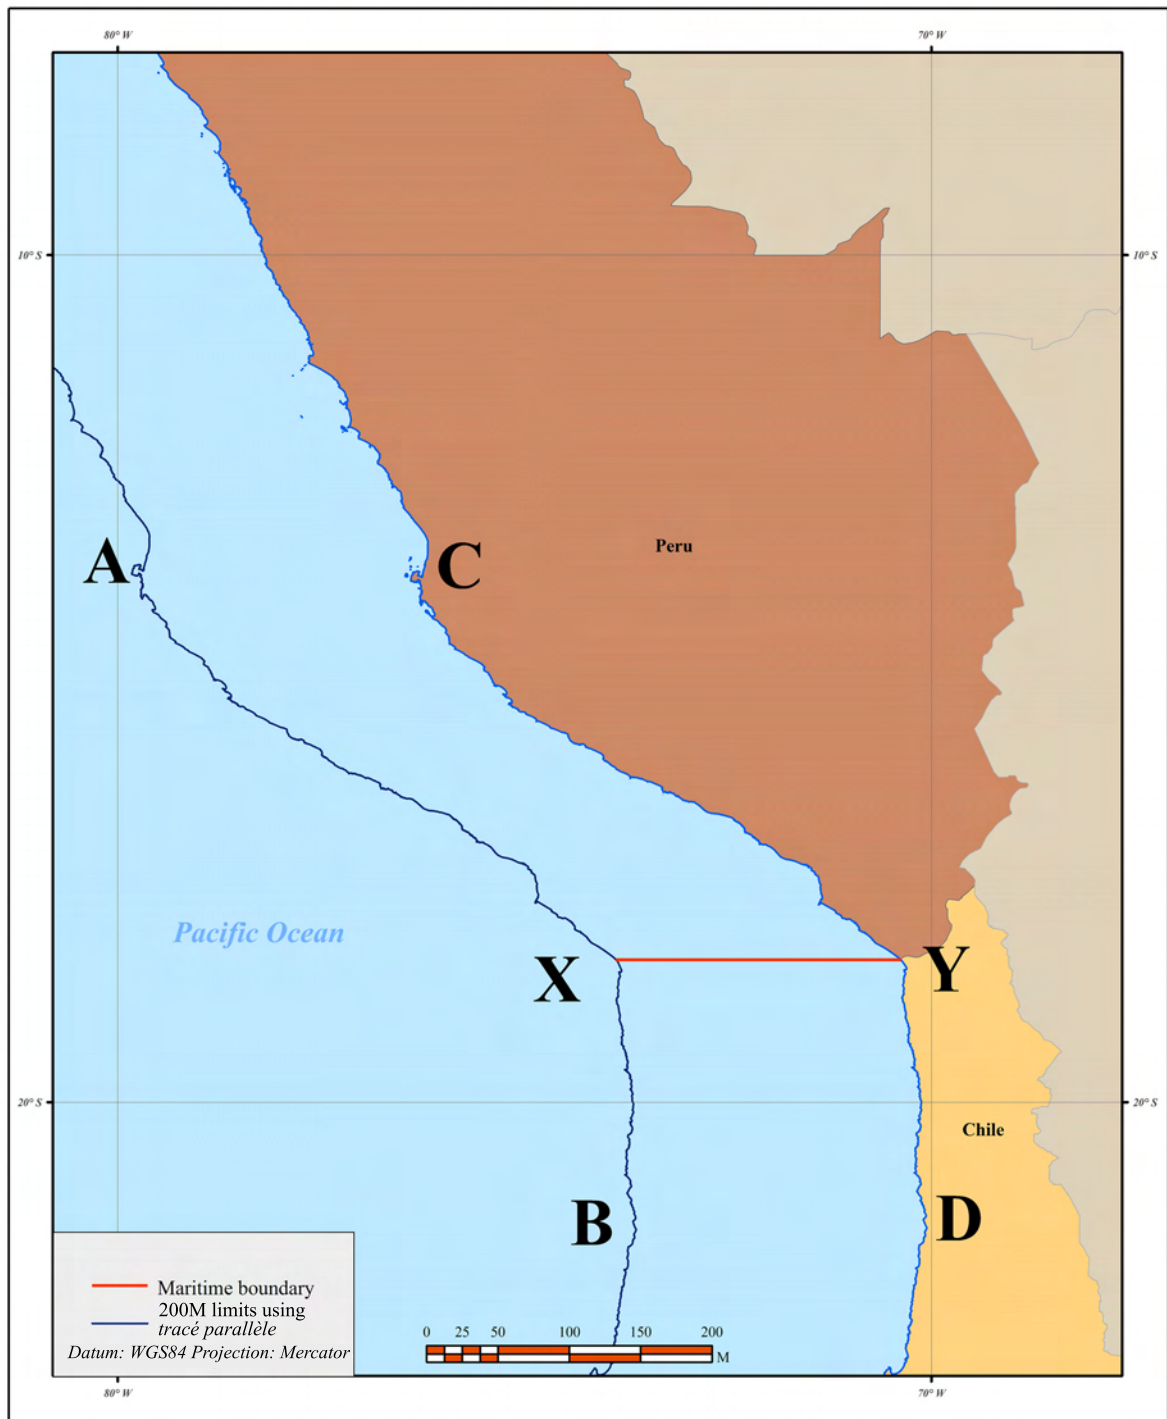 80° W 70° W
10° S 10° S
A C Peru
Pacific Ocean
X Y
20° S 20° S
Chile
B D
Maritime boundary
200M limits using
tracé parallèle
Datum: WGS84 Projection: Mercator
0 25 50 100 150 200
M
80° W 70° W